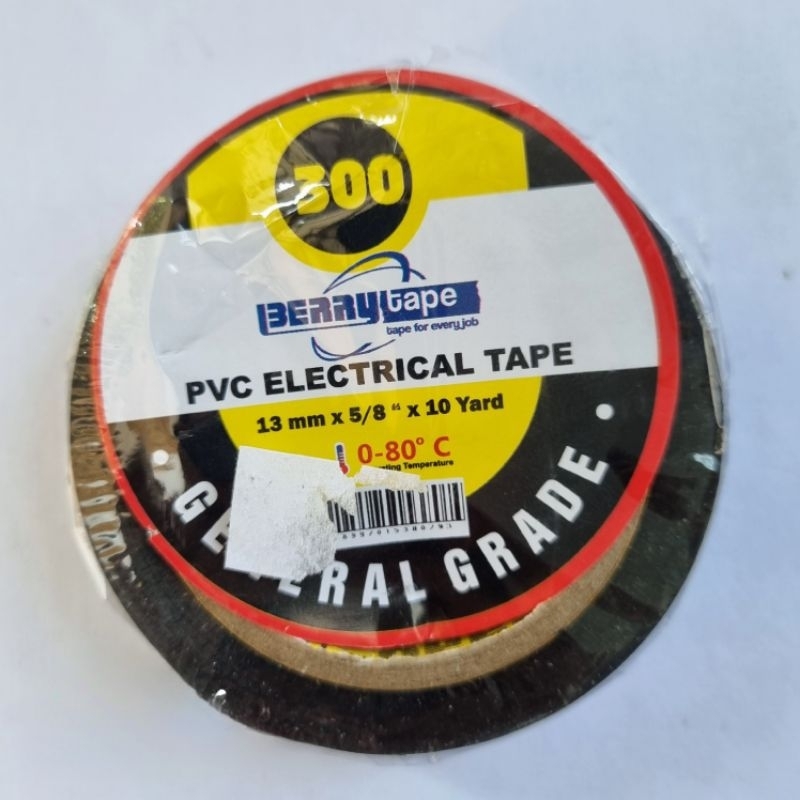 300
BERRYtape
tape for every job
PVC ELECTRICAL TAPE
13 mm x 5/8 " x 10 Yard
0-80° C
Temperature
GENERAL GRADE